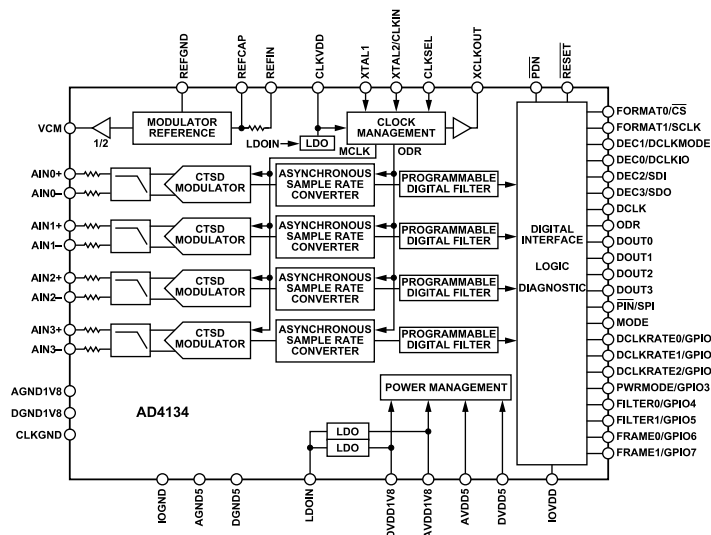 REFGND
REFCAP
REFIN
CLKVDD
XTAL1
XTAL2/CLKIN
CLKSEL
XCLKOUT
PDN
RESET
VCM
1/2
MODULATOR
REFERENCE
LDOIN
LDO
CLOCK
MANAGEMENT
MCLK
ODR
AIN0+
AIN0–
CTSD
MODULATOR
ASYNCHRONOUS
SAMPLE RATE
CONVERTER
PROGRAMMABLE
DIGITAL FILTER
AIN1+
AIN1–
CTSD
MODULATOR
ASYNCHRONOUS
SAMPLE RATE
CONVERTER
PROGRAMMABLE
DIGITAL FILTER
AIN2+
AIN2–
CTSD
MODULATOR
ASYNCHRONOUS
SAMPLE RATE
CONVERTER
PROGRAMMABLE
DIGITAL FILTER
AIN3+
AIN3–
CTSD
MODULATOR
ASYNCHRONOUS
SAMPLE RATE
CONVERTER
PROGRAMMABLE
DIGITAL FILTER
DIGITAL
INTERFACE
LOGIC
DIAGNOSTIC
FORMAT0/CS
FORMAT1/SCLK
DEC1/DCLKMODE
DEC0/DCLKIO
DEC2/SDI
DEC3/SDO
DCLK
ODR
DOUT0
DOUT1
DOUT2
DOUT3
PIN/SPI
MODE
DCLKRATE0/GPIO
DCLKRATE1/GPIO
DCLKRATE2/GPIO
PWRMODE/GPIO3
FILTER0/GPIO4
FILTER1/GPIO5
FRAME0/GPIO6
FRAME1/GPIO7
AGND1V8
DGND1V8
CLKGND
AD4134
POWER MANAGEMENT
LDO
LDO
IOGND
AGND5
DGND5
LDOIN
DVDD1V8
AVDD1V8
AVDD5
DVDD5
IOVDD